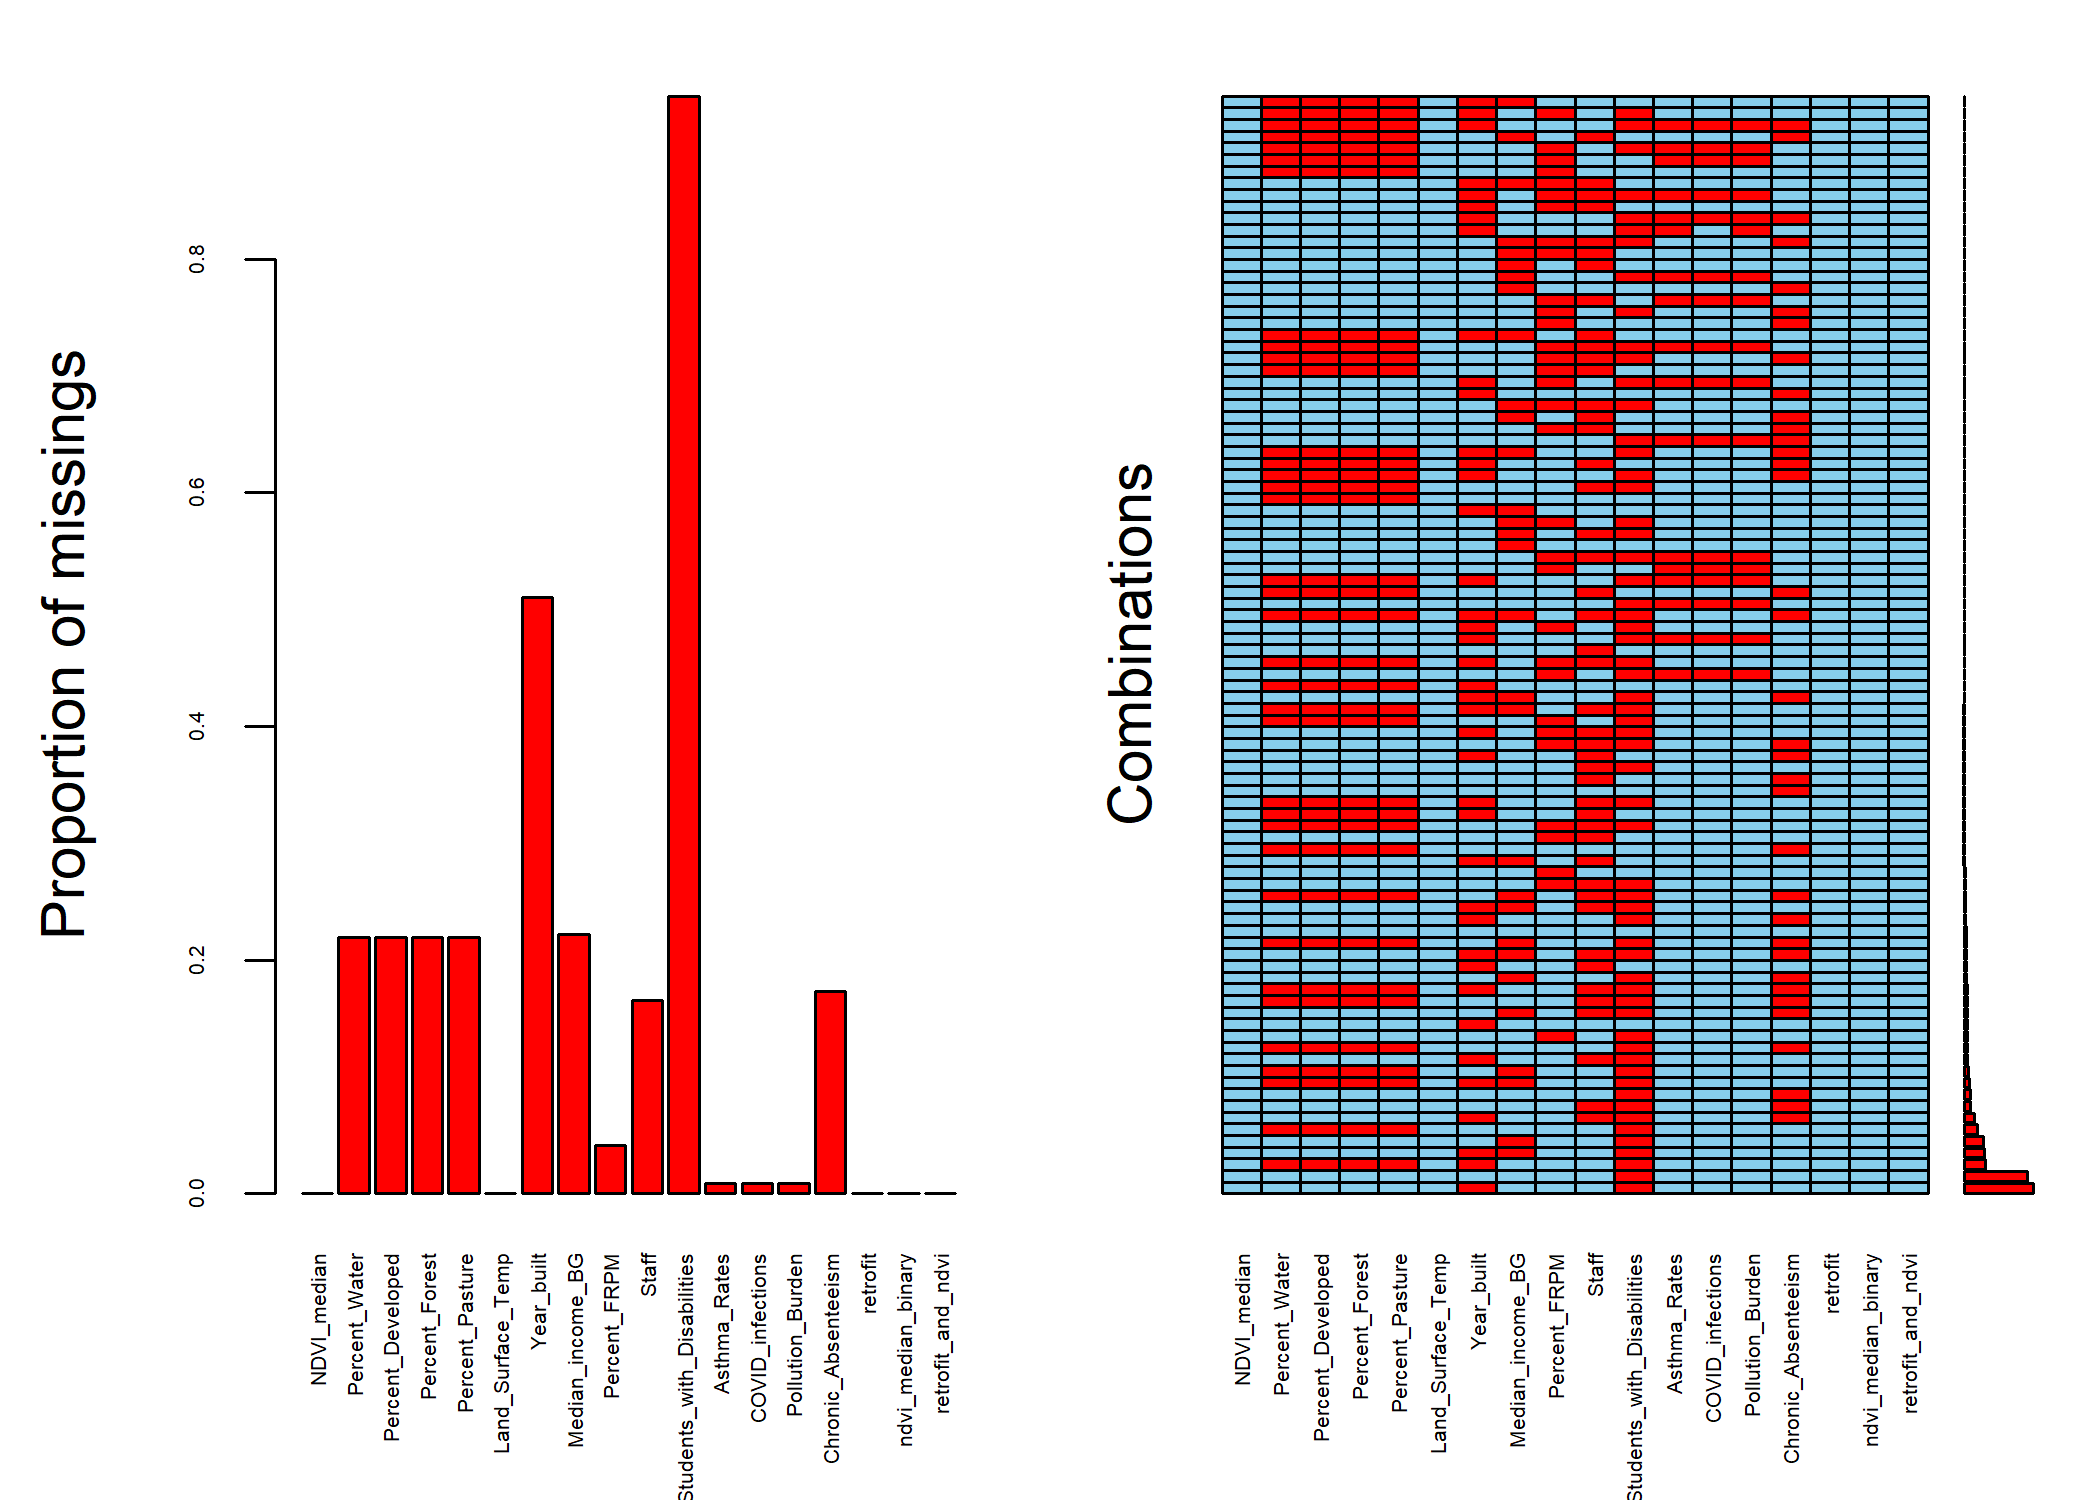 Proportion of missings
0.0
0.2
0.4
0.6
0.8
NDVI_median
Percent_Water
Percent_Developed
Percent_Forest
Percent_Pasture
Land_Surface_Temp
Year_built
Median_income_BG
Percent_FRPM
Staff
Students_with_Disabilities
Asthma_Rates
COVID_infections
Pollution_Burden
Chronic_Absenteeism
retrofit
ndvi_median_binary
retrofit_and_ndvi
Combinations
NDVI_median
Percent_Water
Percent_Developed
Percent_Forest
Percent_Pasture
Land_Surface_Temp
Year_built
Median_income_BG
Percent_FRPM
Staff
Students_with_Disabilities
Asthma_Rates
COVID_infections
Pollution_Burden
Chronic_Absenteeism
retrofit
ndvi_median_binary
retrofit_and_ndvi